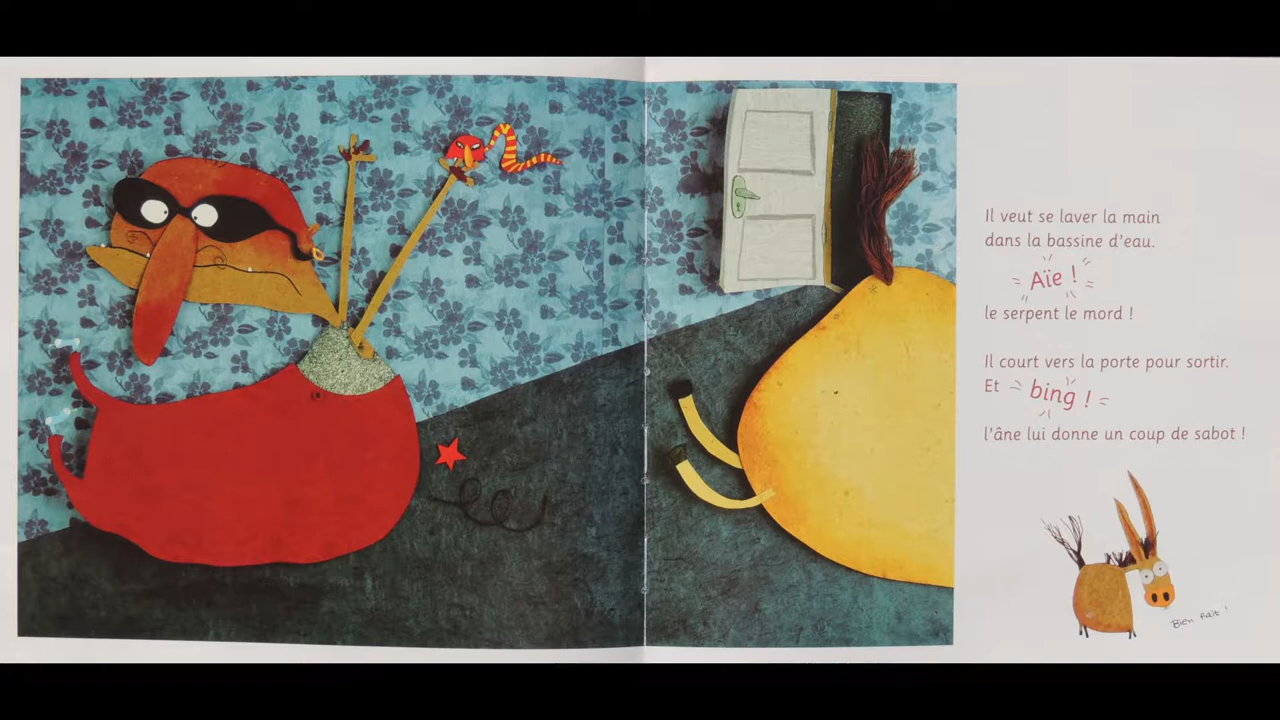 Il veut se laver la main
dans la bassine d'eau.
Aïe !
le serpent le mord !
Il court vers la porte pour sortir.
Et bing !
l'âne lui donne un coup de sabot !
Bien fait !